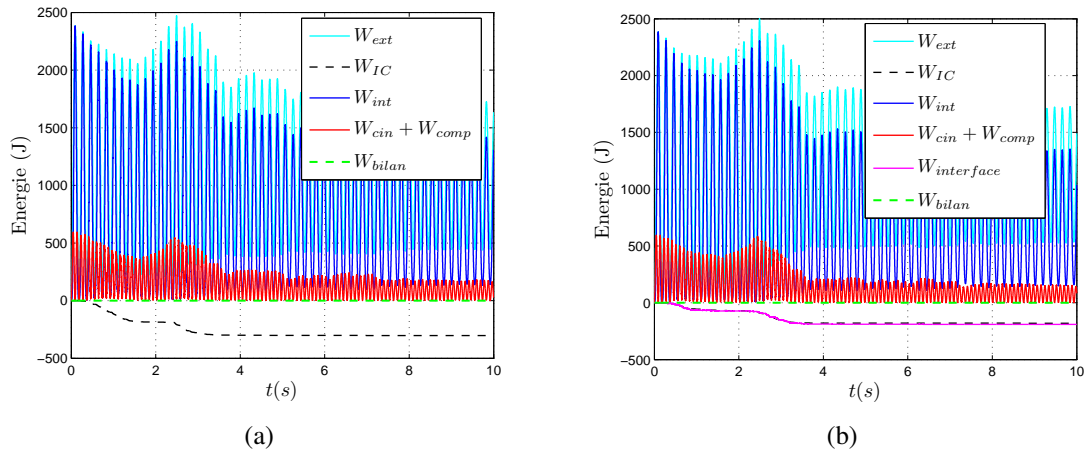 2500
2000
1500
1000
500
0
−500
Energie (J)
W_ext
W_IC
W_int
W_cin + W_comp
W_bilan
0 2 4 6 8 10
t(s)
(a)
2500
2000
1500
1000
500
0
−500
Energie (J)
W_ext
W_IC
W_int
W_cin + W_comp
W_interface
W_bilan
0 2 4 6 8 10
t(s)
(b)